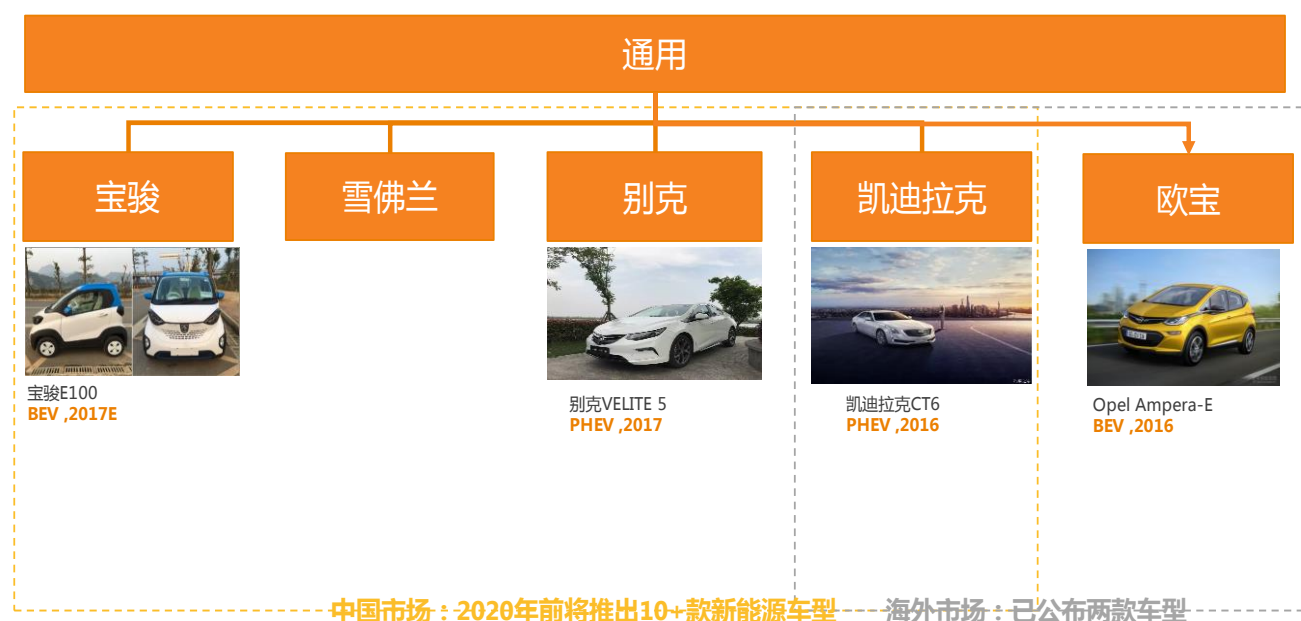 通用
宝骏
雪佛兰
别克
凯迪拉克
欧宝
宝骏E100
BEV ,2017E
别克VELITE 5
PHEV ,2017
凯迪拉克CT6
PHEV ,2016
Opel Ampera-E
BEV ,2016
中国市场：2020年前将推出10+款新能源车型
海外市场：已公布两款车型